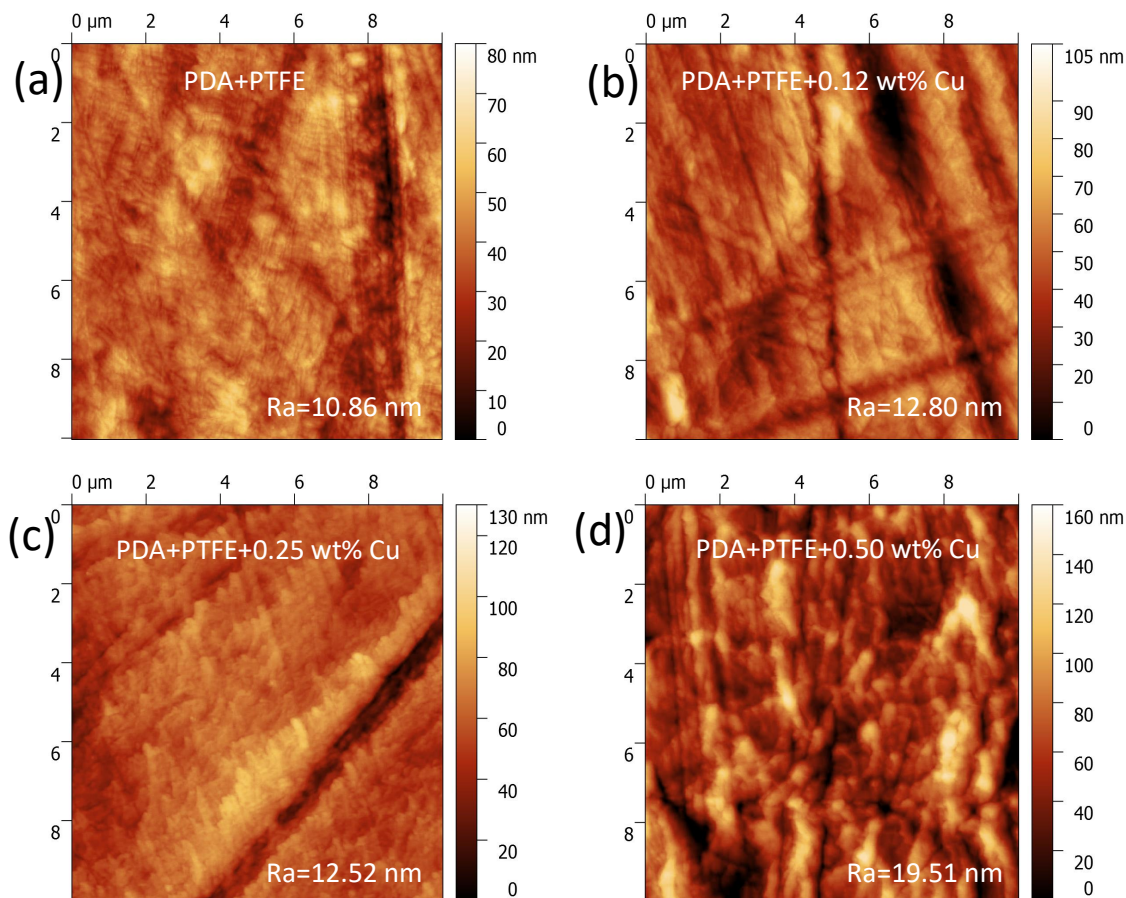 0 µm 2 4 6 8
(a)
PDA+PTFE
0
2
4
6
8
Ra=10.86 nm
80 nm
70
60
50
40
30
20
10
0
0 µm 2 4 6 8
(b)
PDA+PTFE+0.12 wt% Cu
0
2
4
6
8
Ra=12.80 nm
105 nm
90
80
70
60
50
40
30
20
10
0
0 µm 2 4 6 8
(c)
PDA+PTFE+0.25 wt% Cu
0
2
4
6
8
Ra=12.52 nm
130 nm
120
100
80
60
40
20
0
0 µm 2 4 6 8
(d)
PDA+PTFE+0.50 wt% Cu
0
2
4
6
8
Ra=19.51 nm
160 nm
140
120
100
80
60
40
20
0